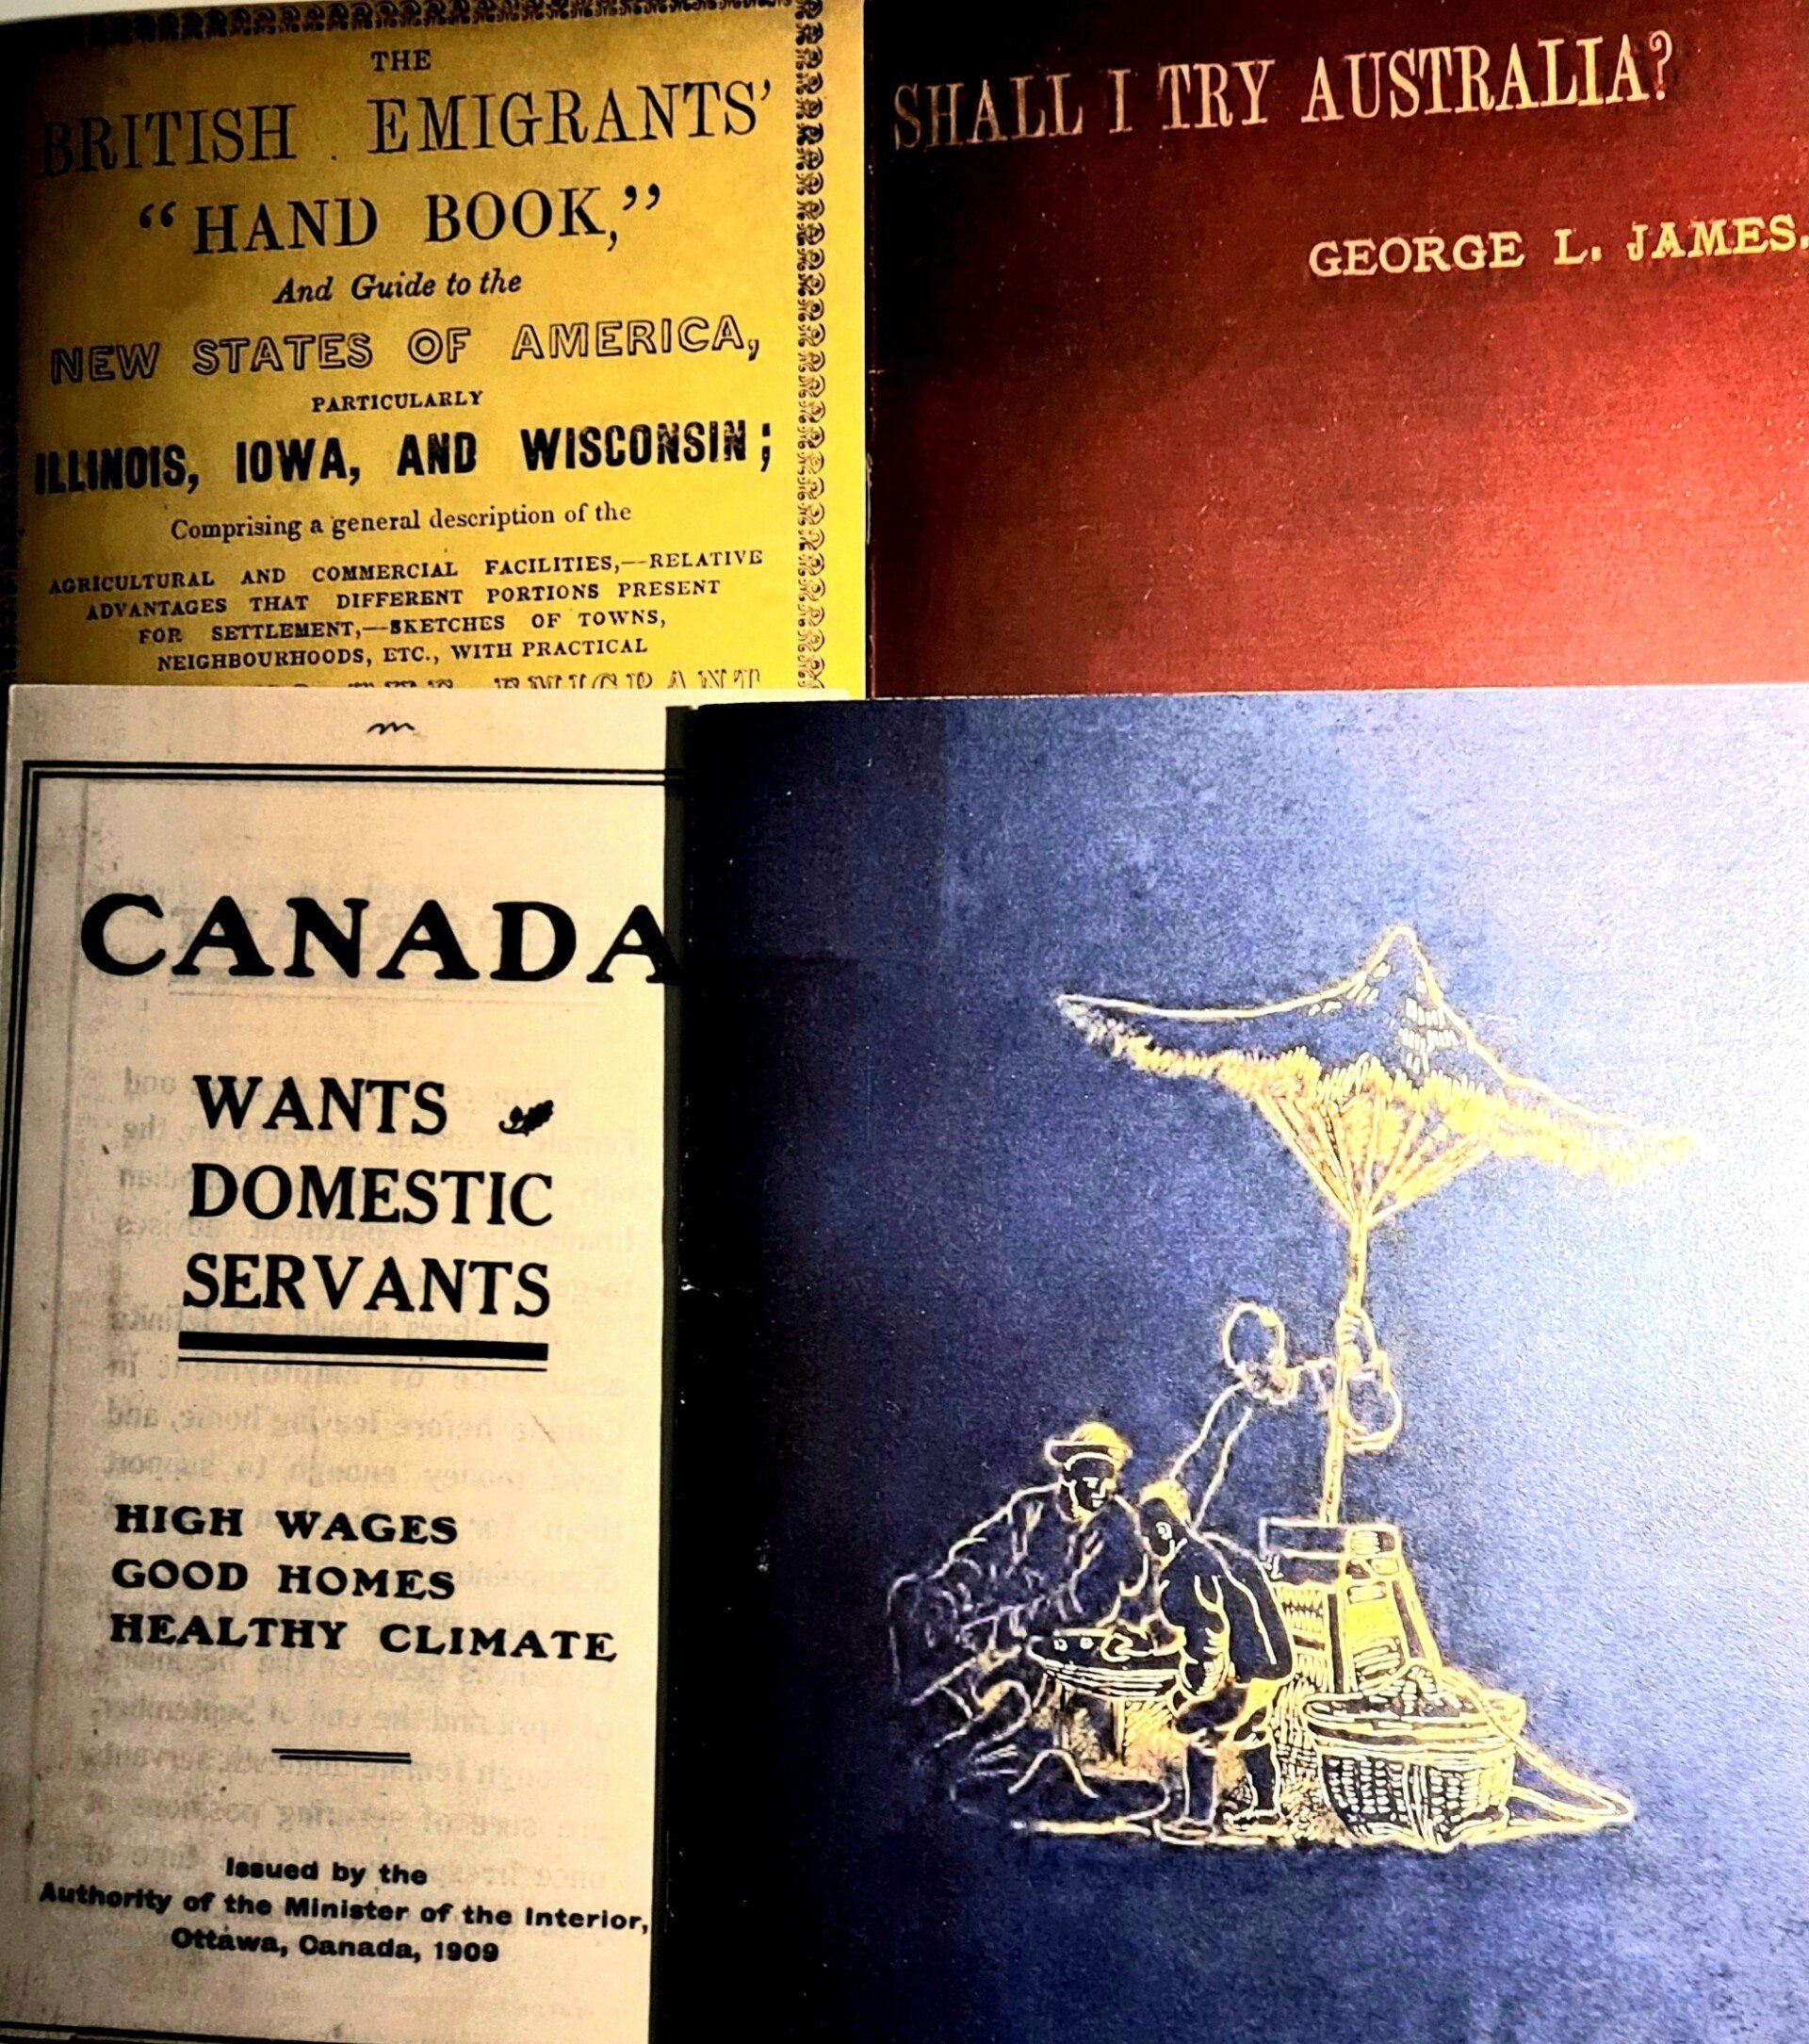 THE
BRITISH EMIGRANTS'
"HAND BOOK,"
And Guide to the
NEW STATES OF AMERICA,
PARTICULARLY
ILLINOIS, IOWA, AND WISCONSIN;
Comprising a general description of the
AGRICULTURAL AND COMMERCIAL FACILITIES,—RELATIVE
ADVANTAGES THAT DIFFERENT PORTIONS PRESENT
FOR SETTLEMENT,—SKETCHES OF TOWNS,
NEIGHBOURHOODS, ETC., WITH PRACTICAL
SHALL I TRY AUSTRALIA?
GEORGE L. JAMES.
CANADA
WANTS
DOMESTIC
SERVANTS
HIGH WAGES
GOOD HOMES
HEALTHY CLIMATE
Issued by the
Authority of the Minister of the Interior,
Ottawa, Canada, 1909